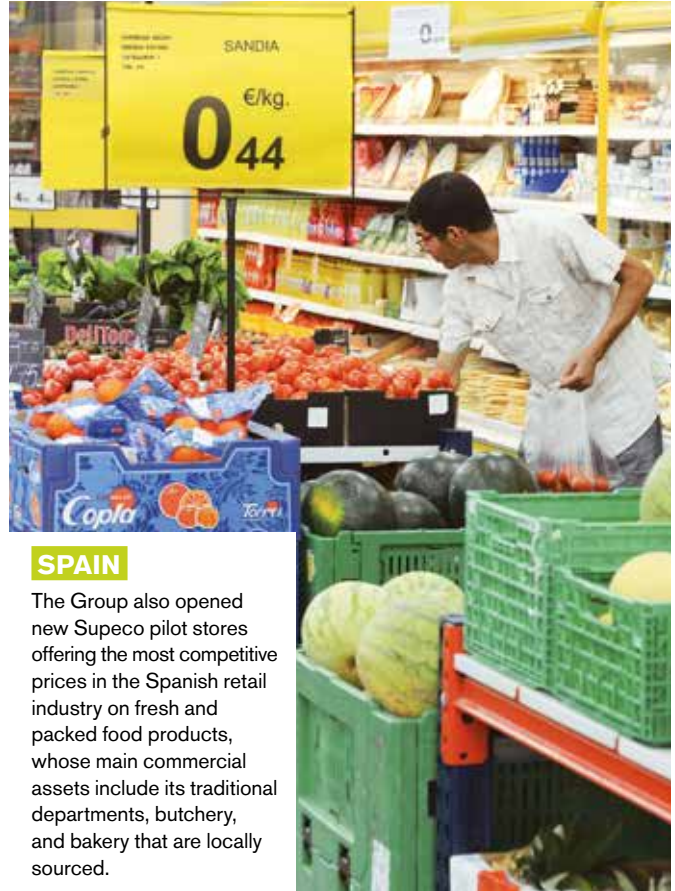 SANDIA
€/kg.
0 44
0
Copla
SPAIN
The Group also opened
new Supeco pilot stores
offering the most competitive
prices in the Spanish retail
industry on fresh and
packed food products,
whose main commercial
assets include its traditional
departments, butchery,
and bakery that are locally
sourced.